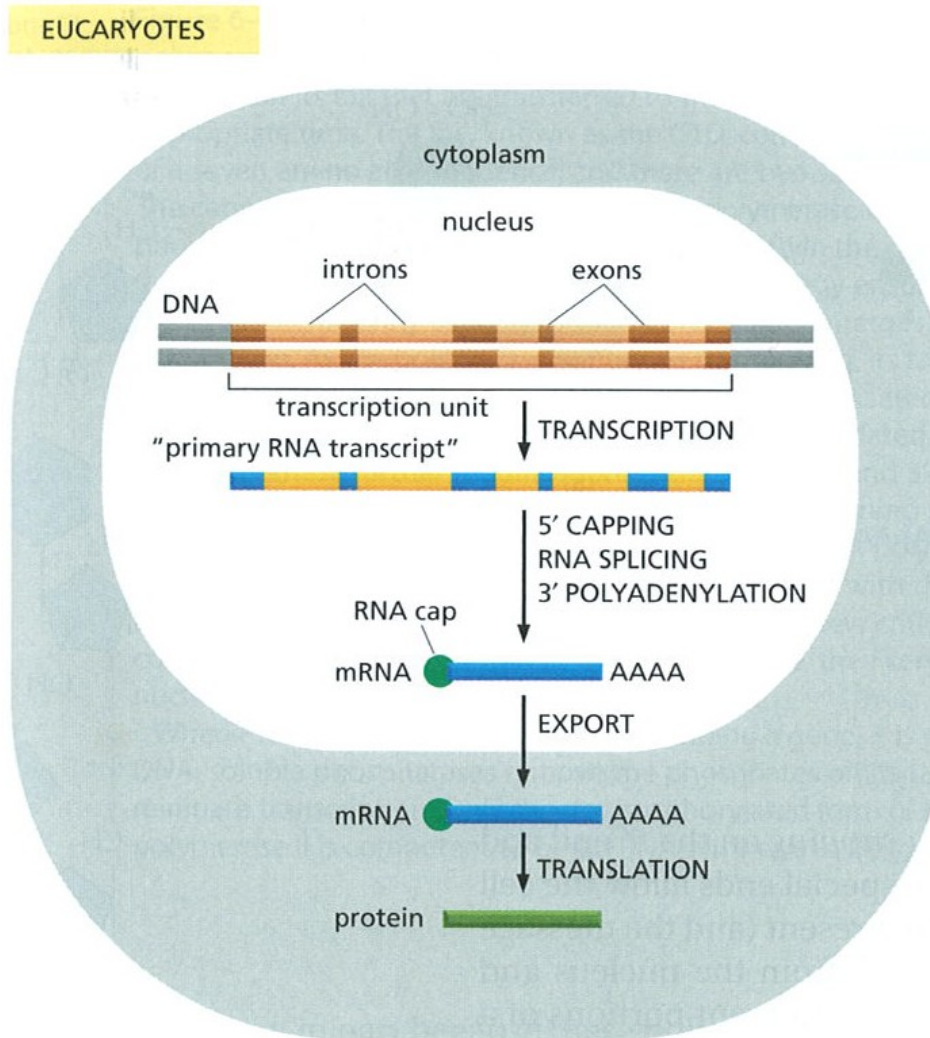 EUCARYOTES
cytoplasm
nucleus
introns
exons
DNA
transcription unit
TRANSCRIPTION
“primary RNA transcript”
5′ CAPPING
RNA SPLICING
3′ POLYADENYLATION
RNA cap
mRNA
AAAA
EXPORT
mRNA
AAAA
TRANSLATION
protein